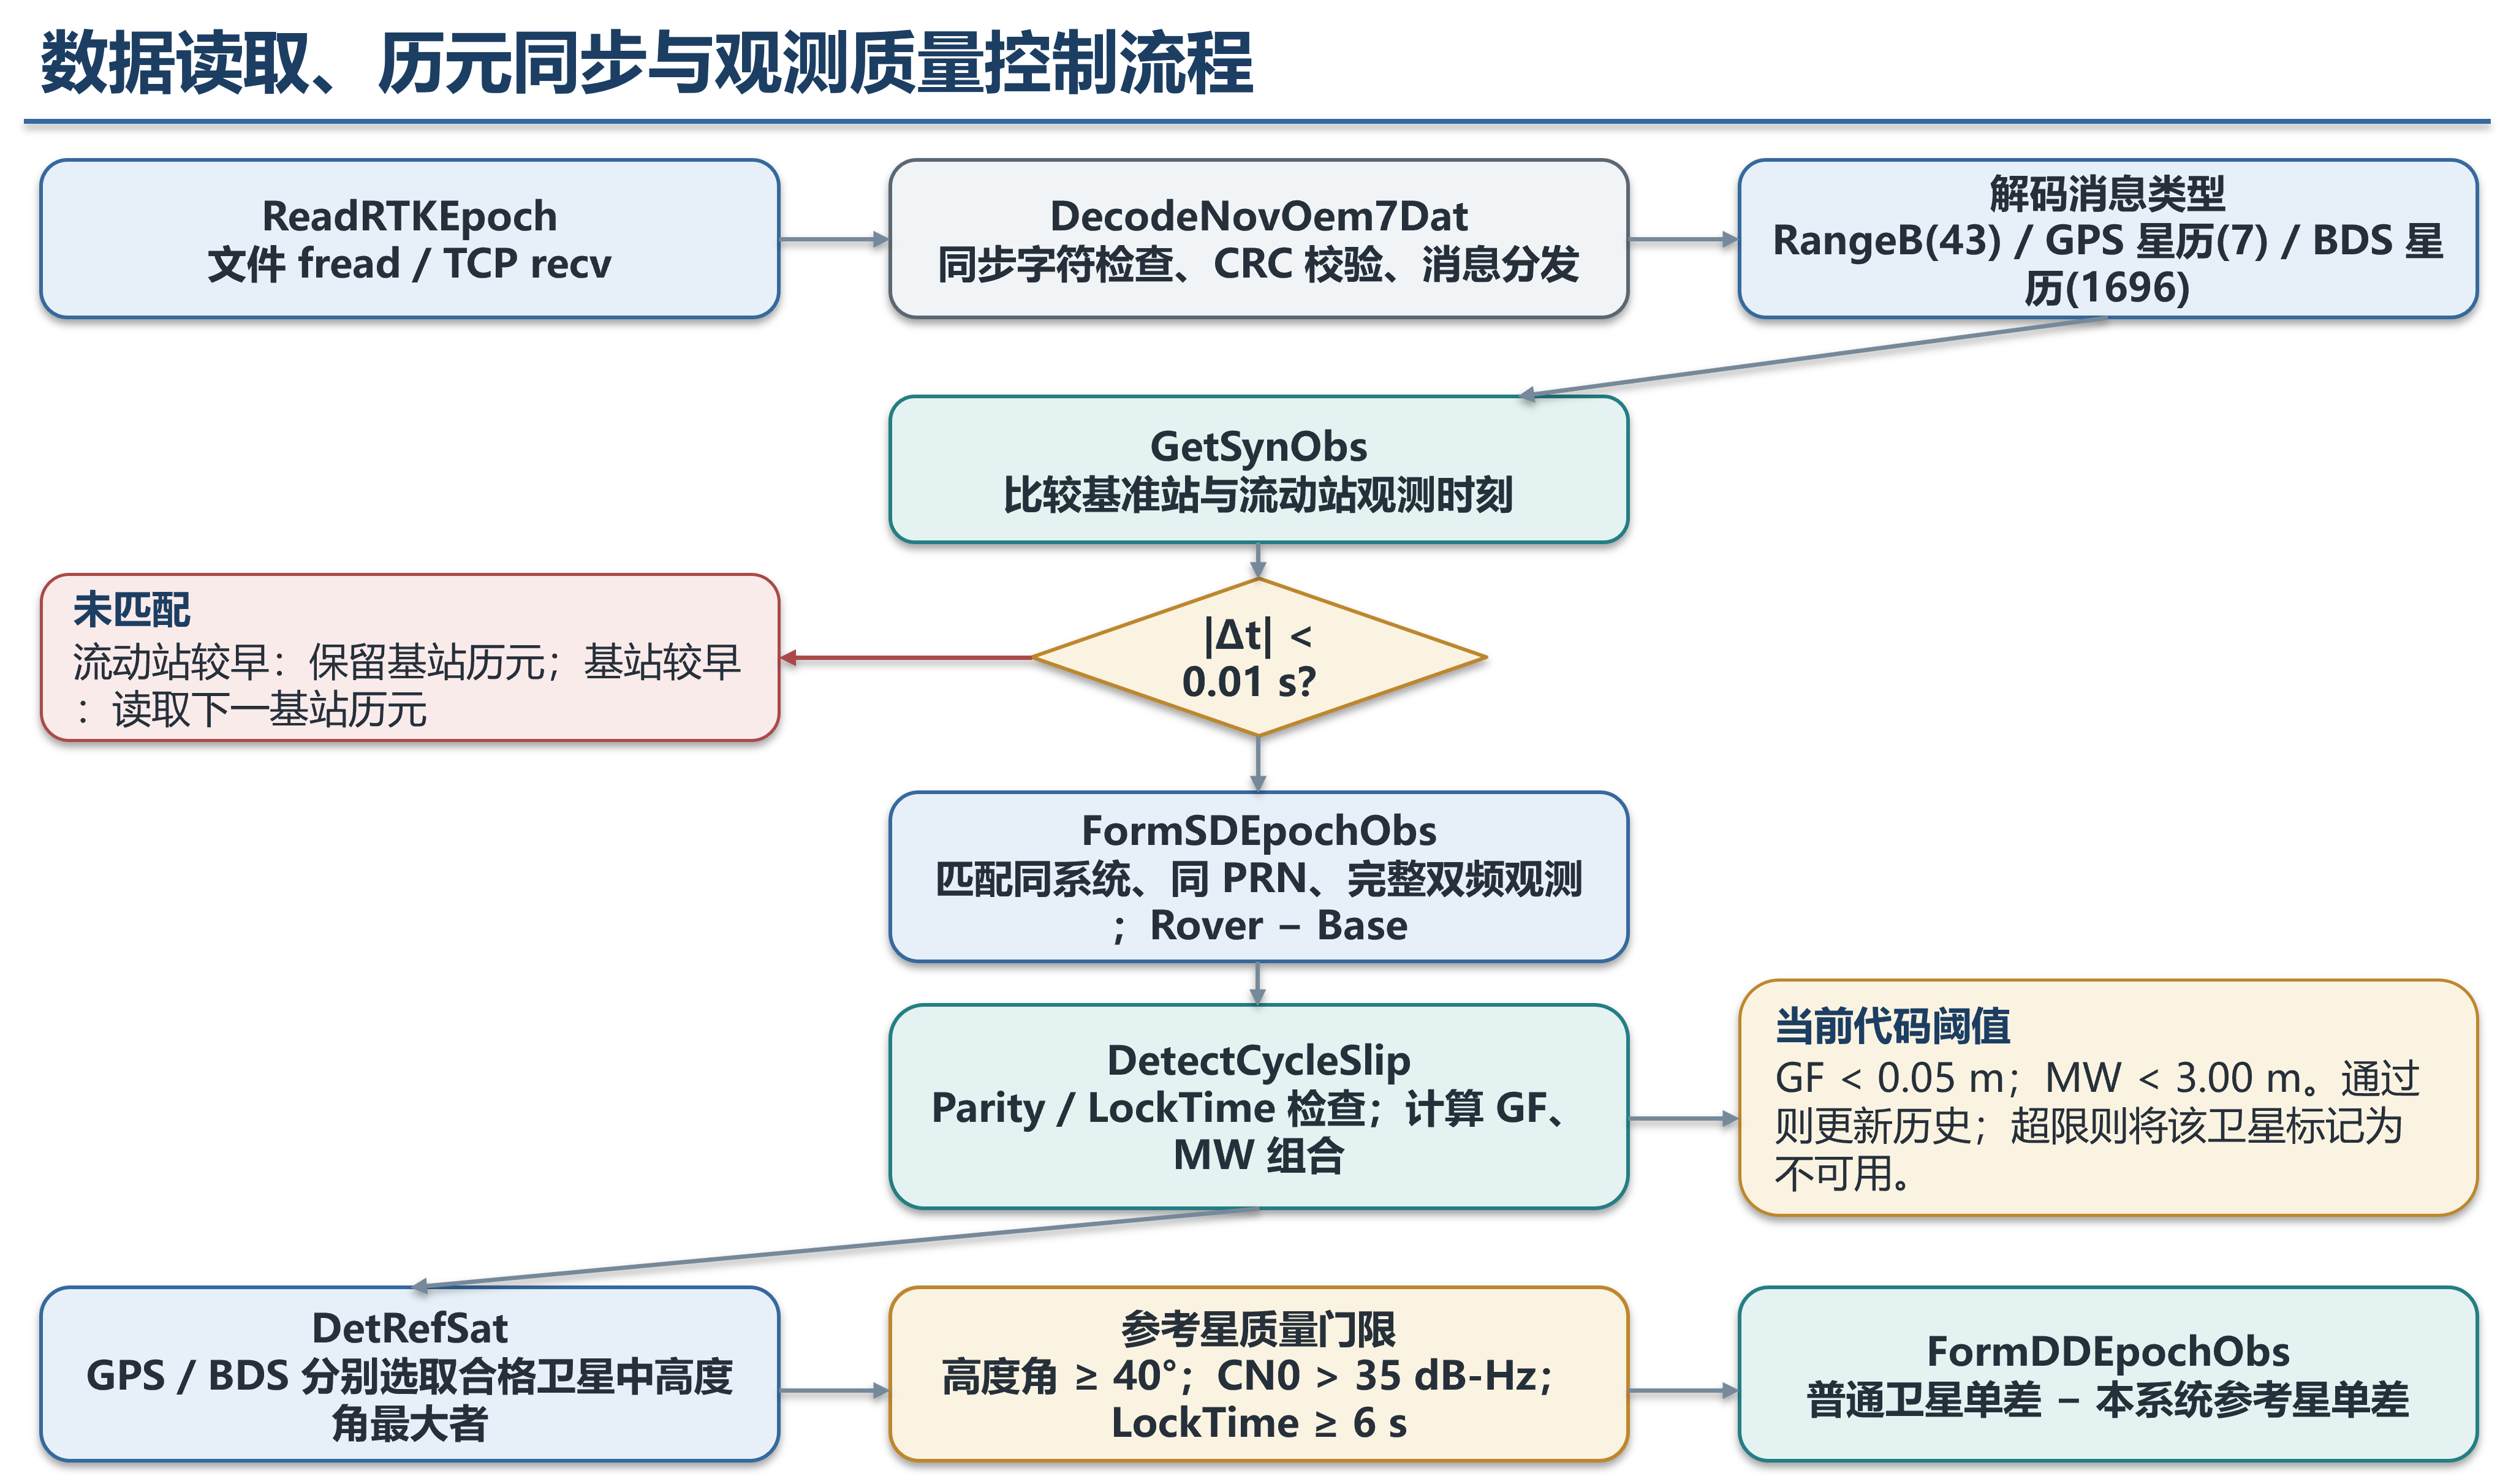 数据读取、历元同步与观测质量控制流程
ReadRTKEpoch
文件 fread / TCP recv
DecodeNovOem7Dat
同步字符检查、CRC 校验、消息分发
解码消息类型
RangeB(43) / GPS 星历(7) / BDS 星
历(1696)
GetSynObs
比较基准站与流动站观测时刻
|Δt| <
0.01 s?
未匹配
流动站较早：保留基站历元；基站较早
：读取下一基站历元
FormSDEpochObs
匹配同系统、同 PRN、完整双频观测
；Rover − Base
DetectCycleSlip
Parity / LockTime 检查；计算 GF、
MW 组合
当前代码阈值
GF < 0.05 m；MW < 3.00 m。通过
则更新历史；超限则将该卫星标记为
不可用。
DetRefSat
GPS / BDS 分别选取合格卫星中高度
角最大者
参考星质量门限
高度角 ≥ 40°；CN0 > 35 dB-Hz；
LockTime ≥ 6 s
FormDDEpochObs
普通卫星单差 − 本系统参考星单差